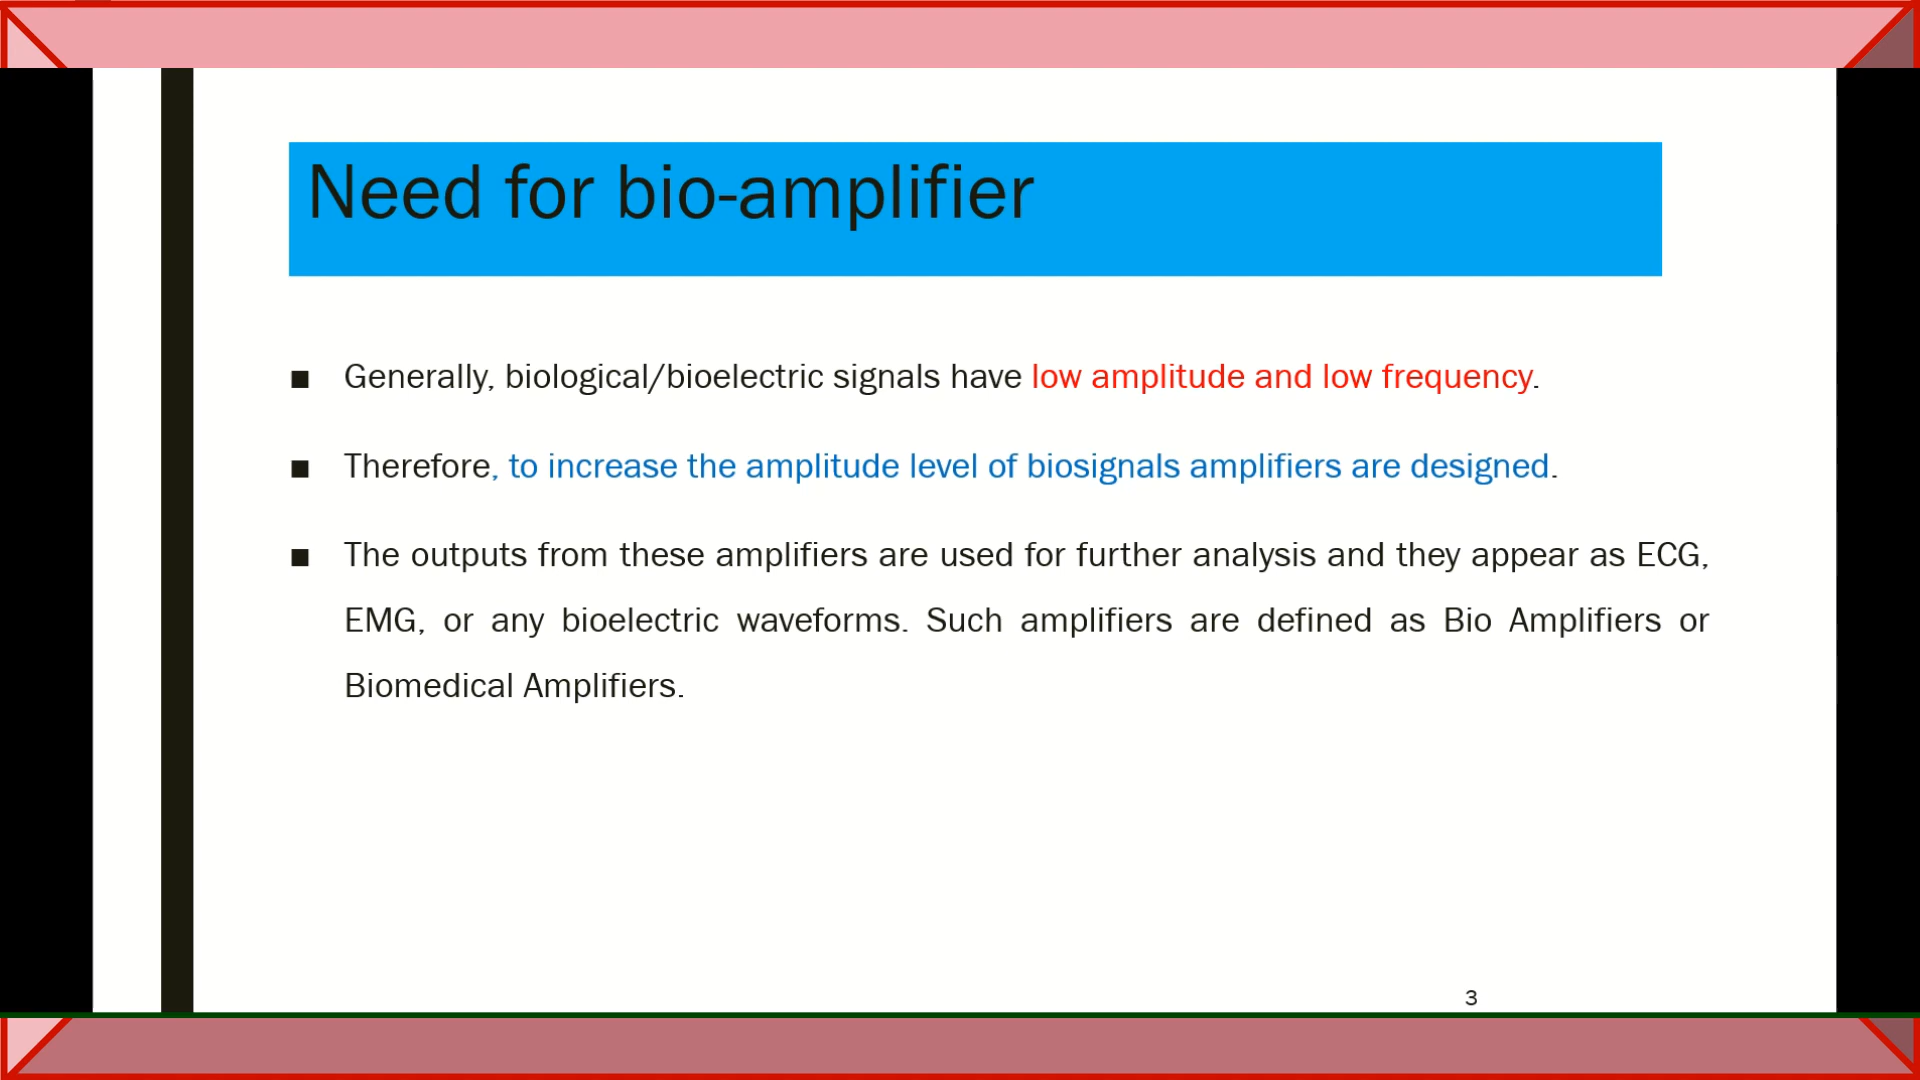 Need for bio-amplifier
■ Generally, biological/bioelectric signals have low amplitude and low frequency.
■ Therefore, to increase the amplitude level of biosignals amplifiers are designed.
■ The outputs from these amplifiers are used for further analysis and they appear as ECG,
EMG, or any bioelectric waveforms. Such amplifiers are defined as Bio Amplifiers or
Biomedical Amplifiers.
3